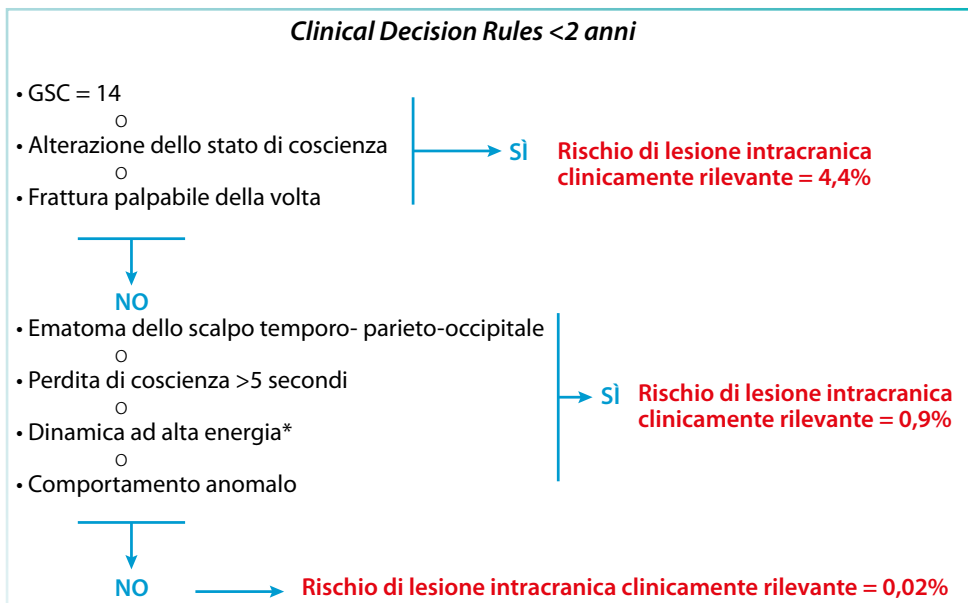 Clinical Decision Rules <2 anni
• GSC = 14
O
• Alterazione dello stato di coscienza
O
• Frattura palpabile della volta
SÌ
Rischio di lesione intracranica
clinicamente rilevante = 4,4%
NO
• Ematoma dello scalpo temporo- parieto-occipitale
O
• Perdita di coscienza >5 secondi
O
• Dinamica ad alta energia*
O
• Comportamento anomalo
SÌ
Rischio di lesione intracranica
clinicamente rilevante = 0,9%
NO
Rischio di lesione intracranica clinicamente rilevante = 0,02%